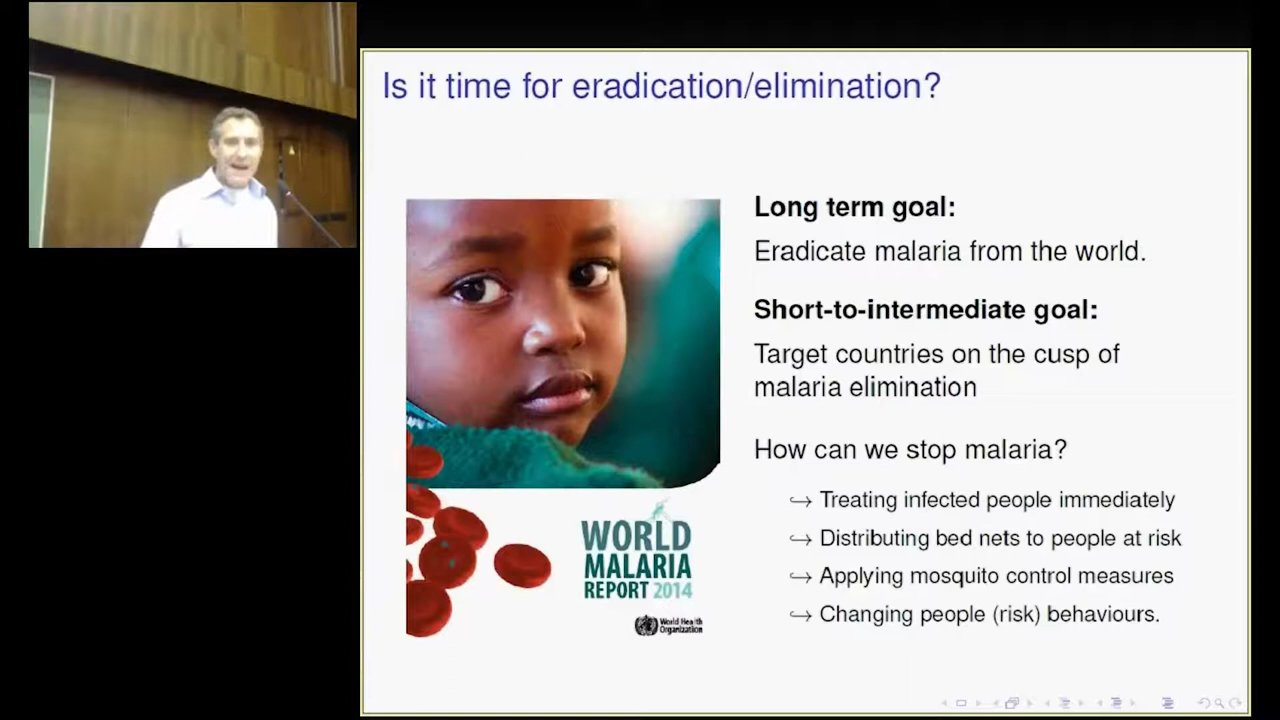 Is it time for eradication/elimination?
Long term goal:
Eradicate malaria from the world.
Short-to-intermediate goal:
Target countries on the cusp of
malaria elimination
How can we stop malaria?
↪ Treating infected people immediately
↪ Distributing bed nets to people at risk
↪ Applying mosquito control measures
↪ Changing people (risk) behaviours.
WORLD
MALARIA
REPORT 2014
World Health
Organization